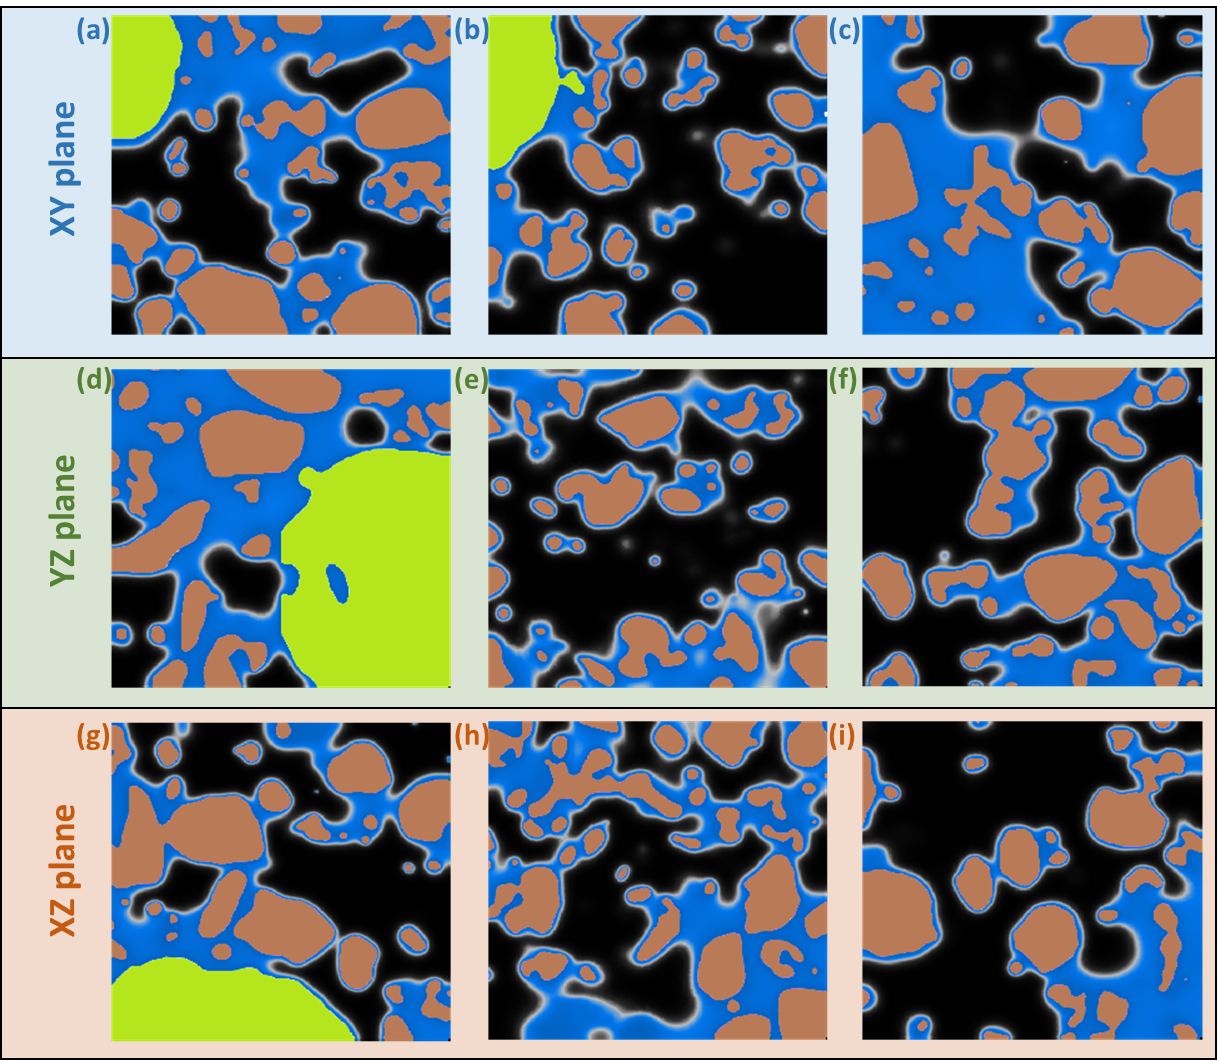 (a)
(b)
(c)
XY plane
(d)
(e)
(f)
YZ plane
(g)
(h)
(i)
XZ plane